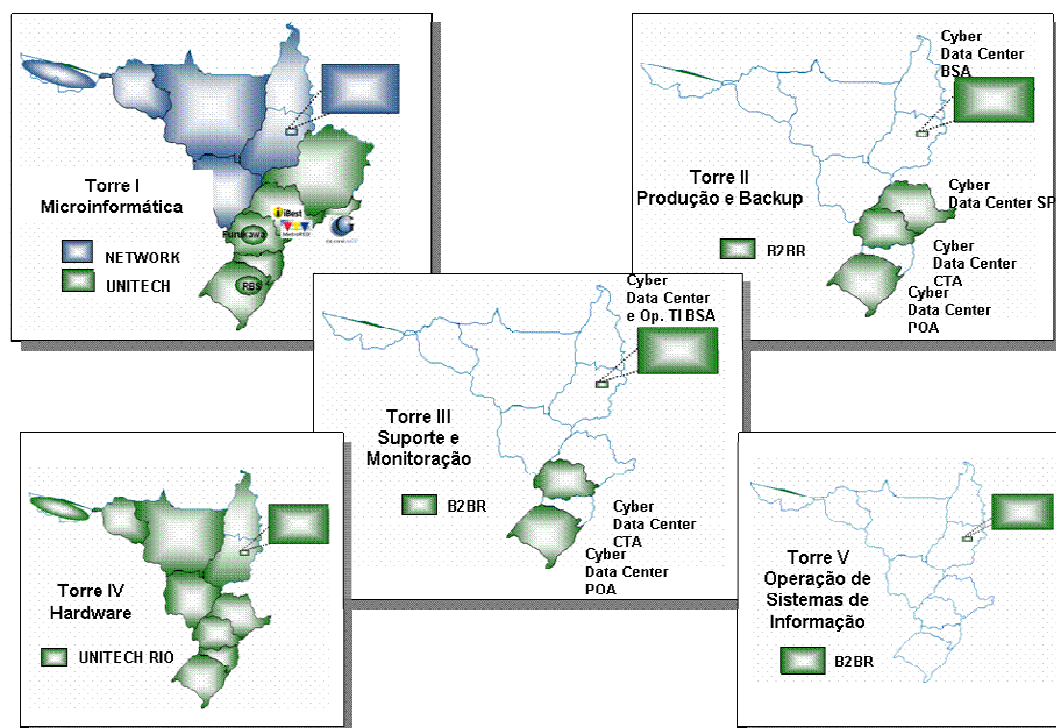 Torre I
Microinformática
NETWORK
UNITECH
iBest
MetroRED
Furukawa
RBS
Cyber
Data Center
BSA
Torre II
Produção e Backup
B2BR
Cyber
Data Center SP
Cyber
Data Center
CTA
Cyber
Data Center
POA
Cyber
Data Center
e Op. TI BSA
Torre III
Suporte e
Monitoração
B2BR
Cyber
Data Center
CTA
Cyber
Data Center
POA
Torre IV
Hardware
UNITECH RIO
Torre V
Operação de
Sistemas de
Informação
B2BR